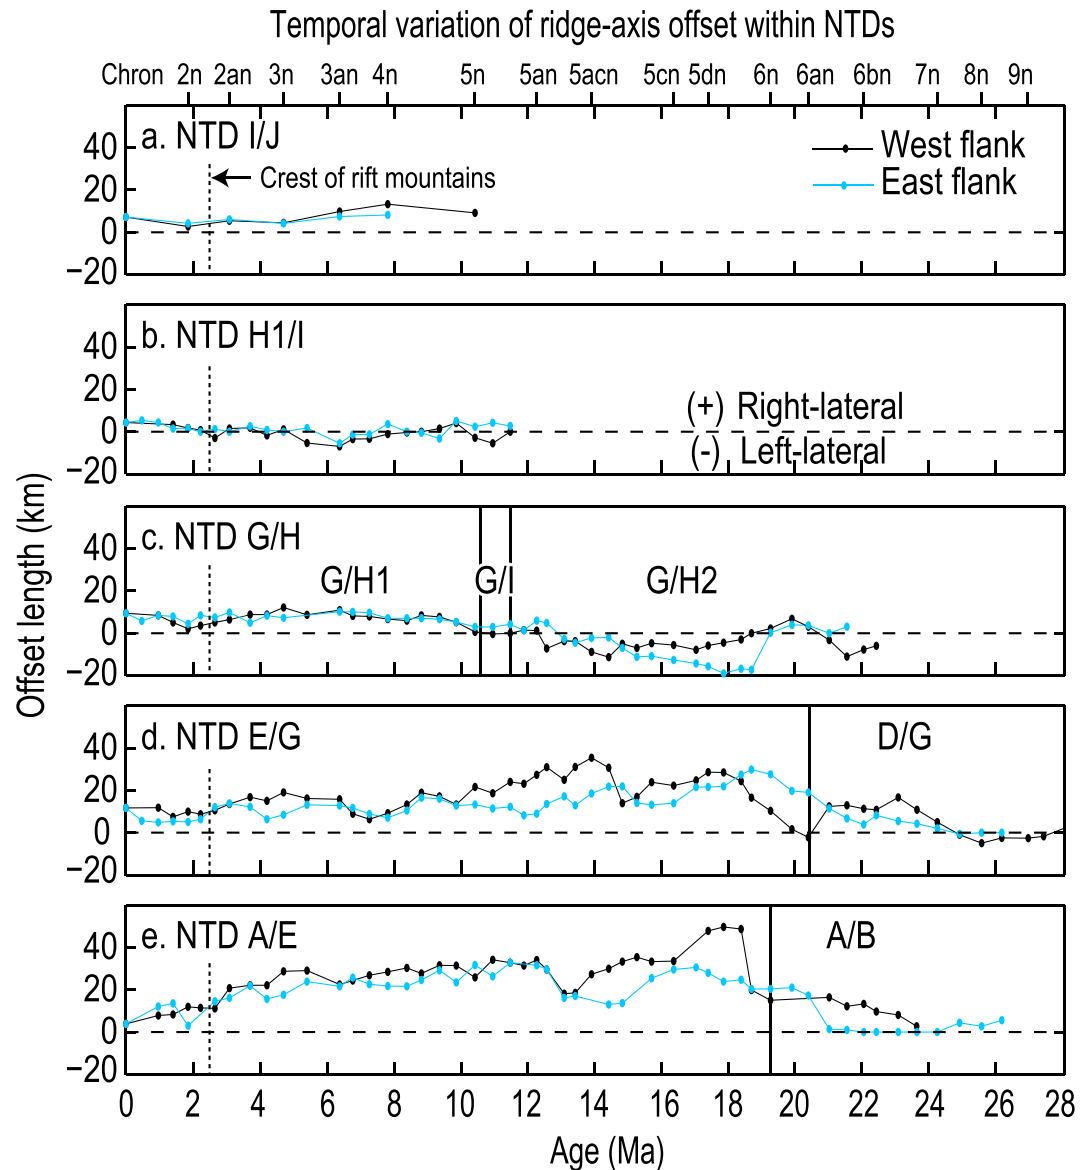 Temporal variation of ridge-axis offset within NTDs
Chron 2n 2an 3n 3an 4n 5n 5an 5acn 5cn 5dn 6n 6an 6bn 7n 8n 9n
Offset length (km)
40
20
0
−20
a. NTD I/J
Crest of rift mountains
West flank
East flank
40
20
0
−20
b. NTD H1/I
(+) Right-lateral
(-) Left-lateral
40
20
0
−20
c. NTD G/H
G/H1 G/I G/H2
40
20
0
−20
d. NTD E/G
D/G
40
20
0
−20
e. NTD A/E
A/B
0 2 4 6 8 10 12 14 16 18 20 22 24 26 28
Age (Ma)